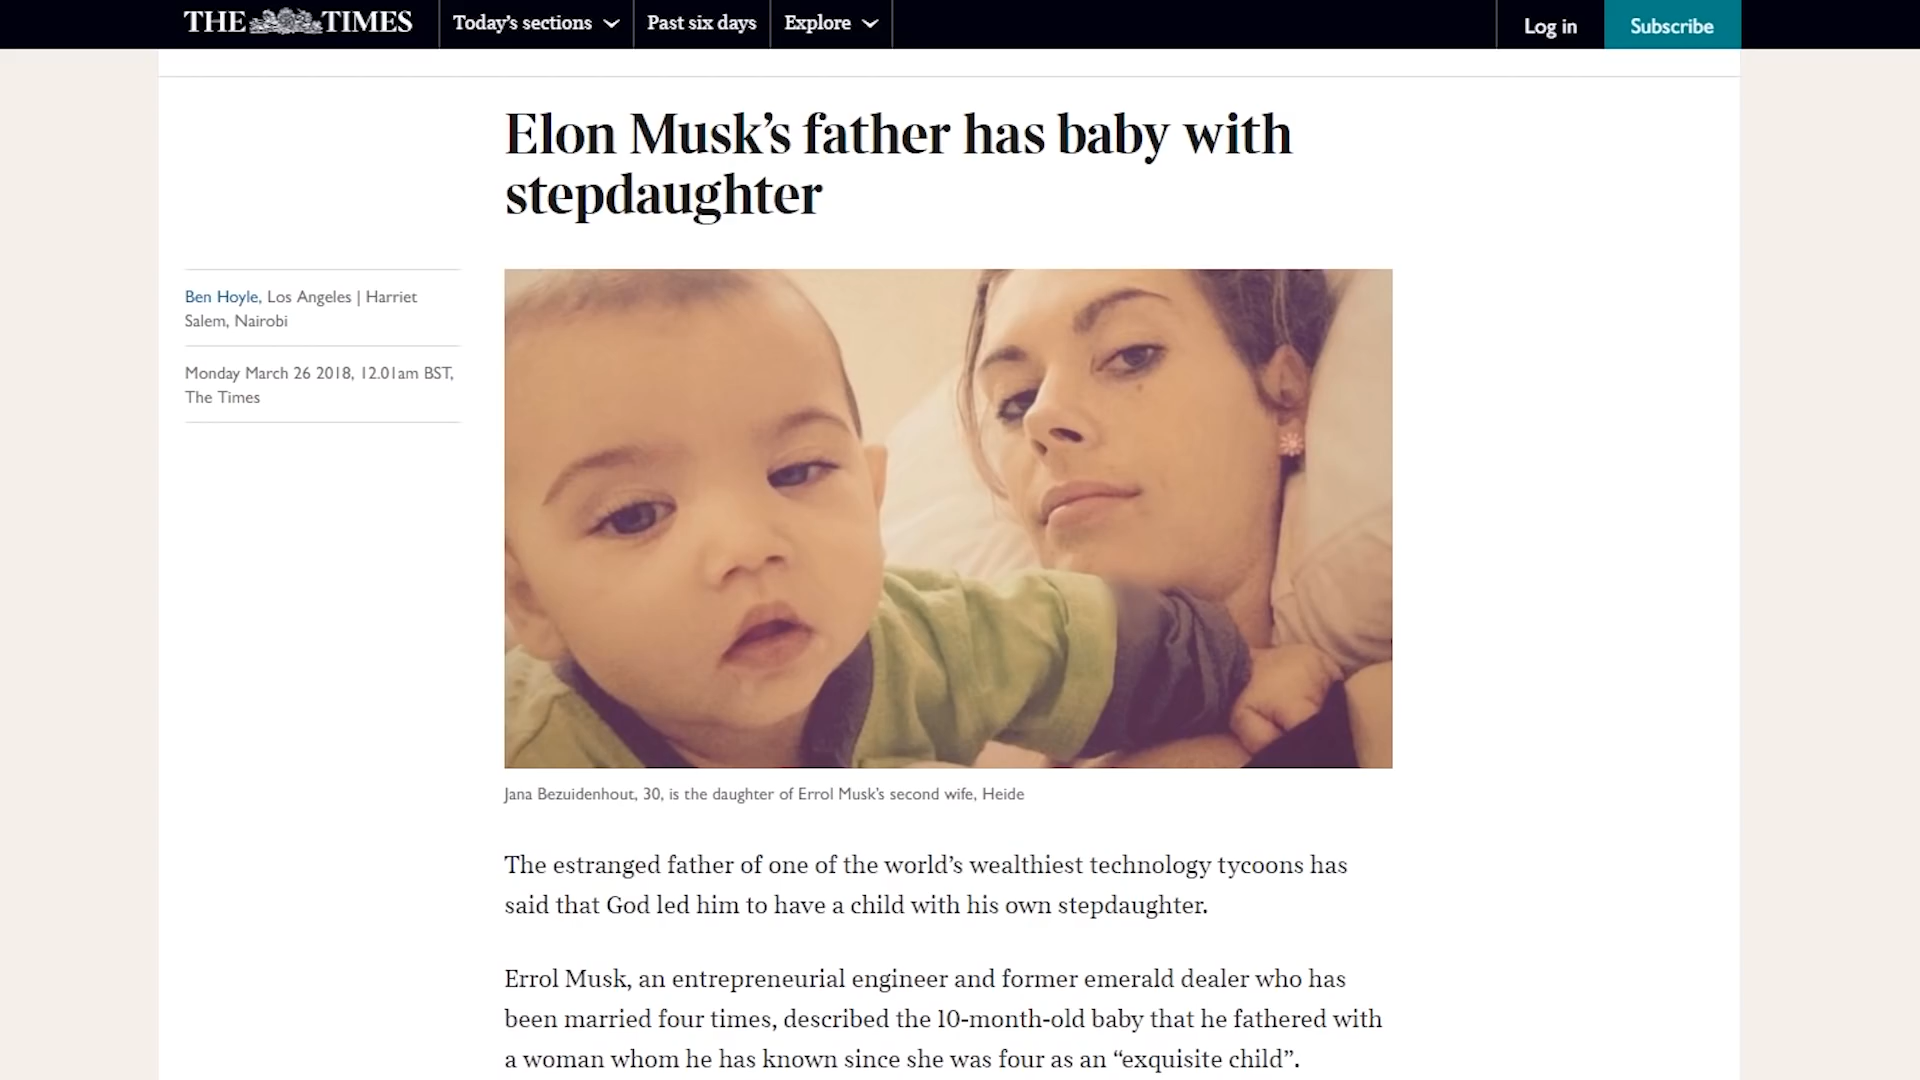 THE TIMES
Today's sections
Past six days
Explore
Log in
Subscribe
Elon Musk's father has baby with
stepdaughter
Ben Hoyle, Los Angeles | Harriet
Salem, Nairobi
Monday March 26 2018, 12.01am BST,
The Times
Jana Bezuidenhout, 30, is the daughter of Errol Musk's second wife, Heide
The estranged father of one of the world's wealthiest technology tycoons has
said that God led him to have a child with his own stepdaughter.
Errol Musk, an entrepreneurial engineer and former emerald dealer who has
been married four times, described the 10-month-old baby that he fathered with
a woman whom he has known since she was four as an “exquisite child”.